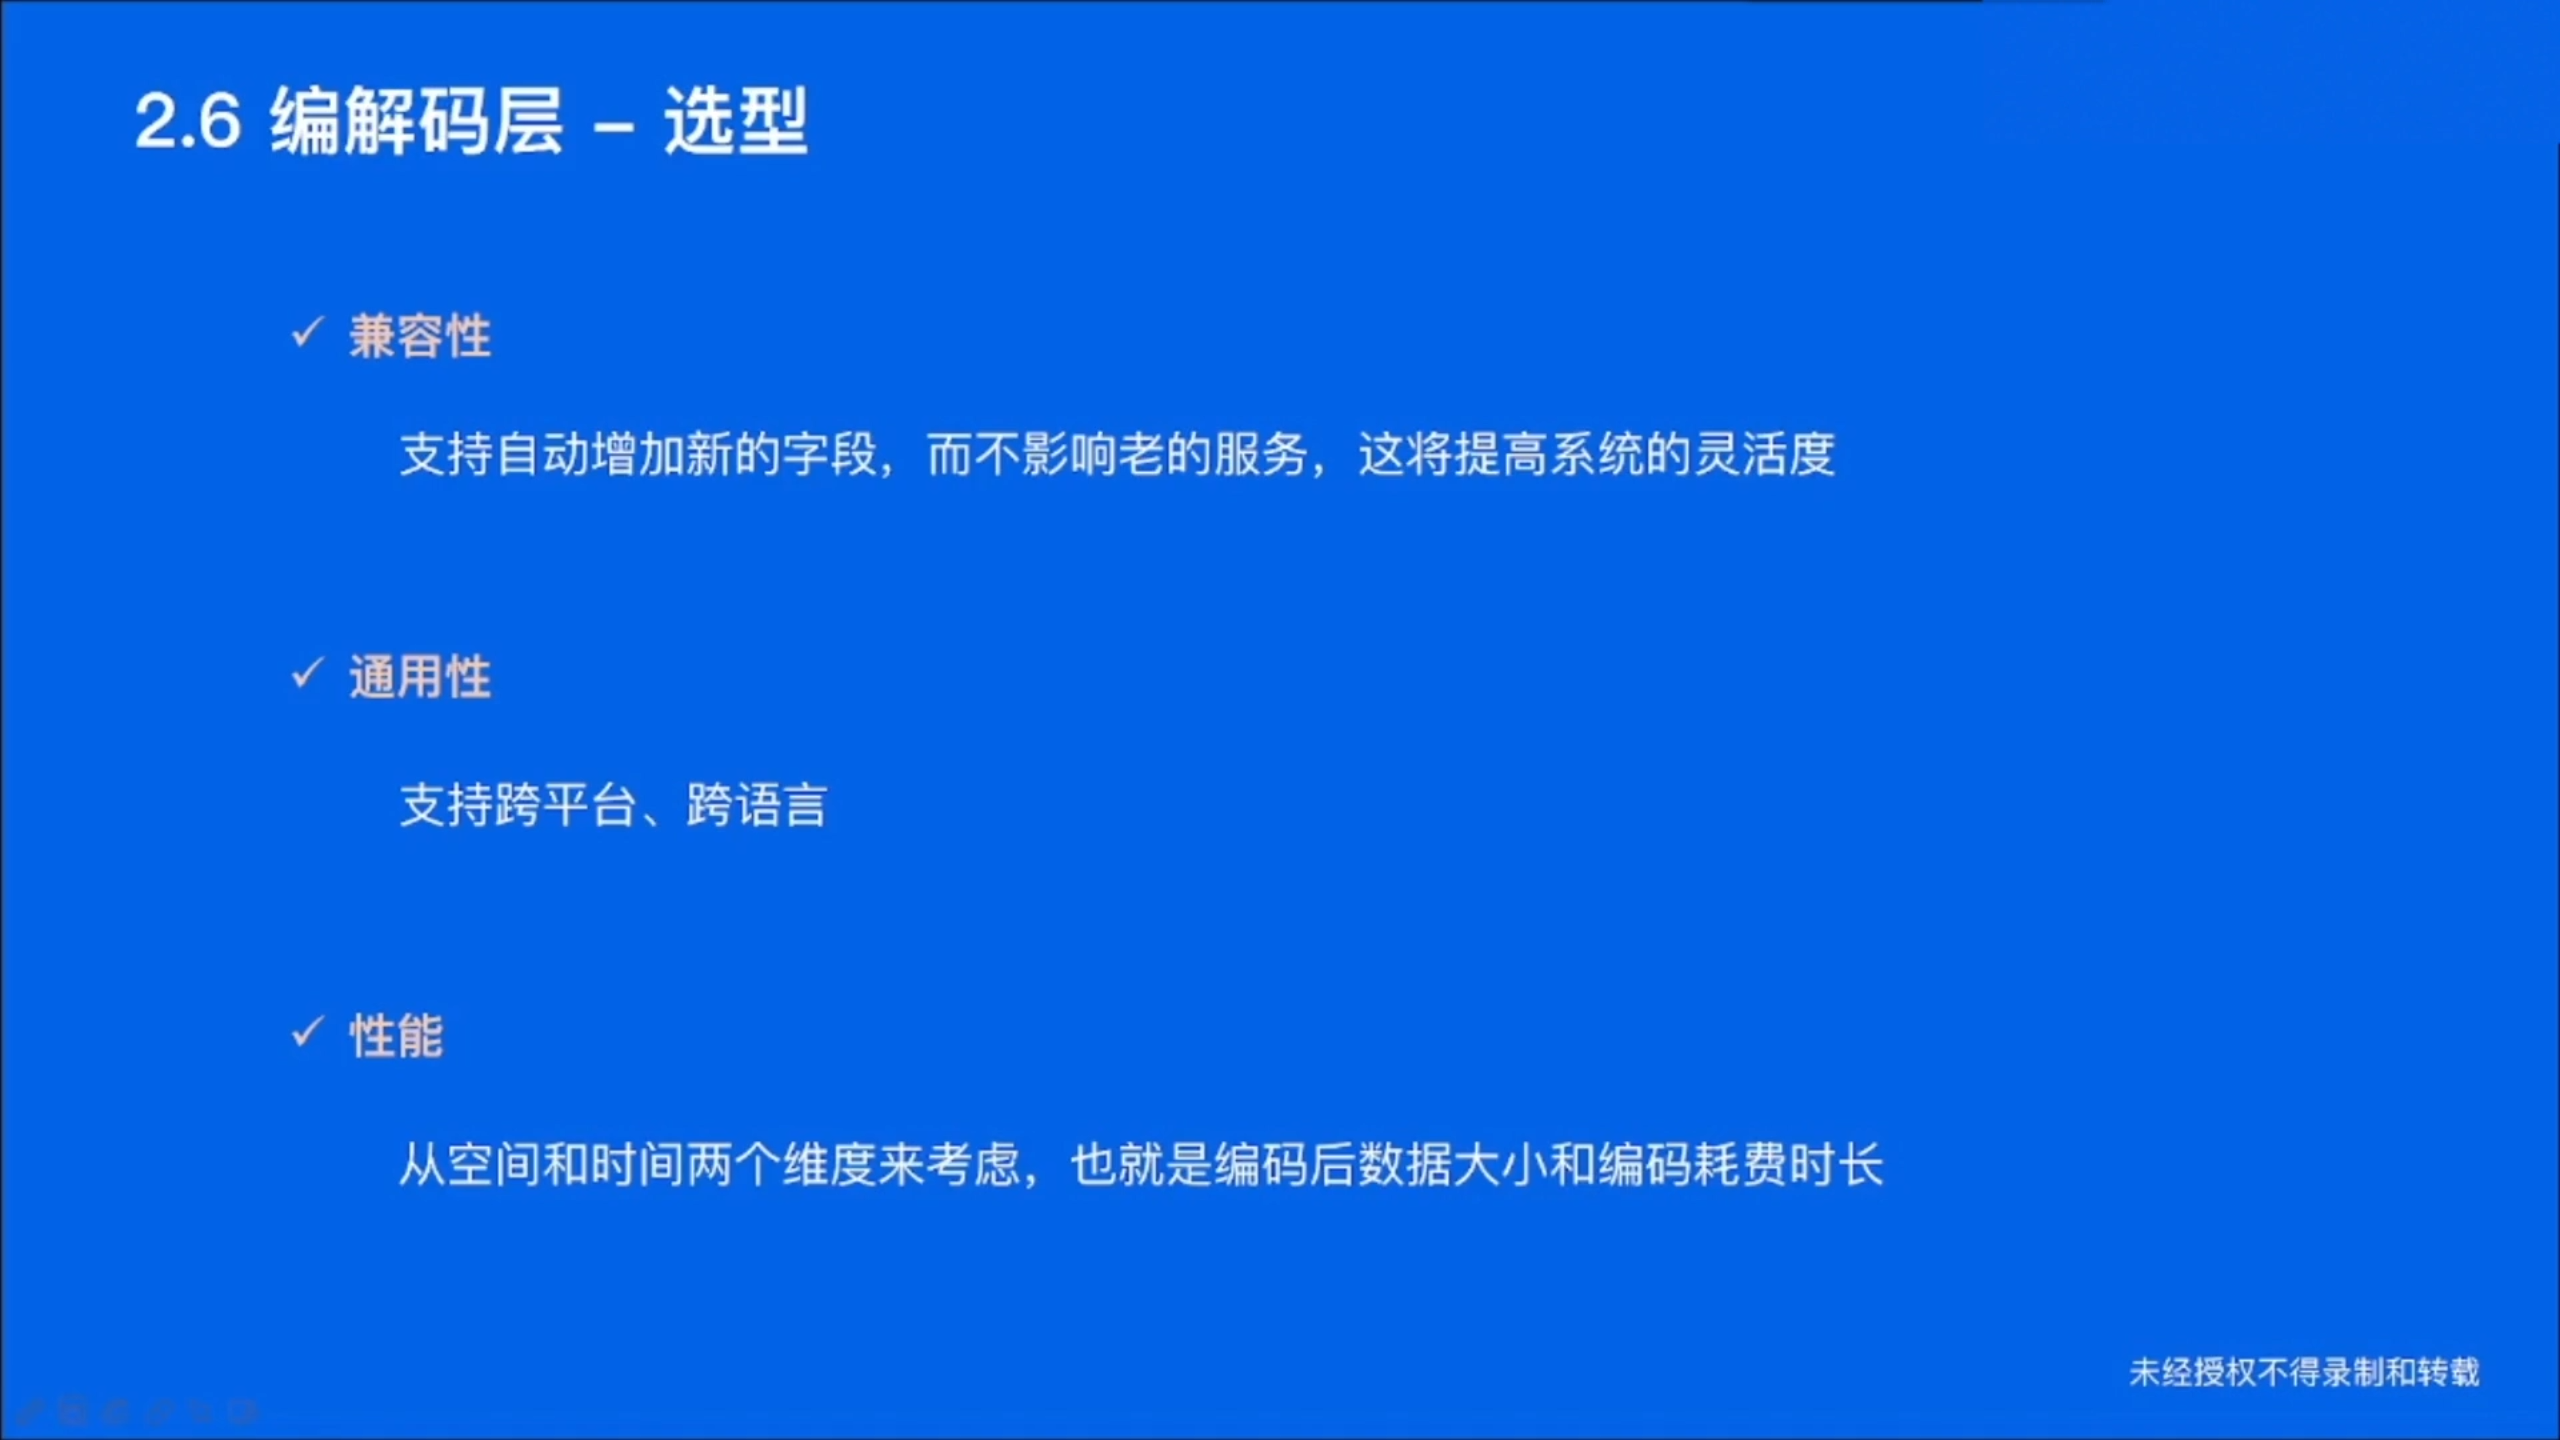 2.6 编解码层 – 选型
✓ 兼容性
支持自动增加新的字段，而不影响老的服务，这将提高系统的灵活度
✓ 通用性
支持跨平台、跨语言
✓ 性能
从空间和时间两个维度来考虑，也就是编码后数据大小和编码耗费时长
未经授权不得录制和转载